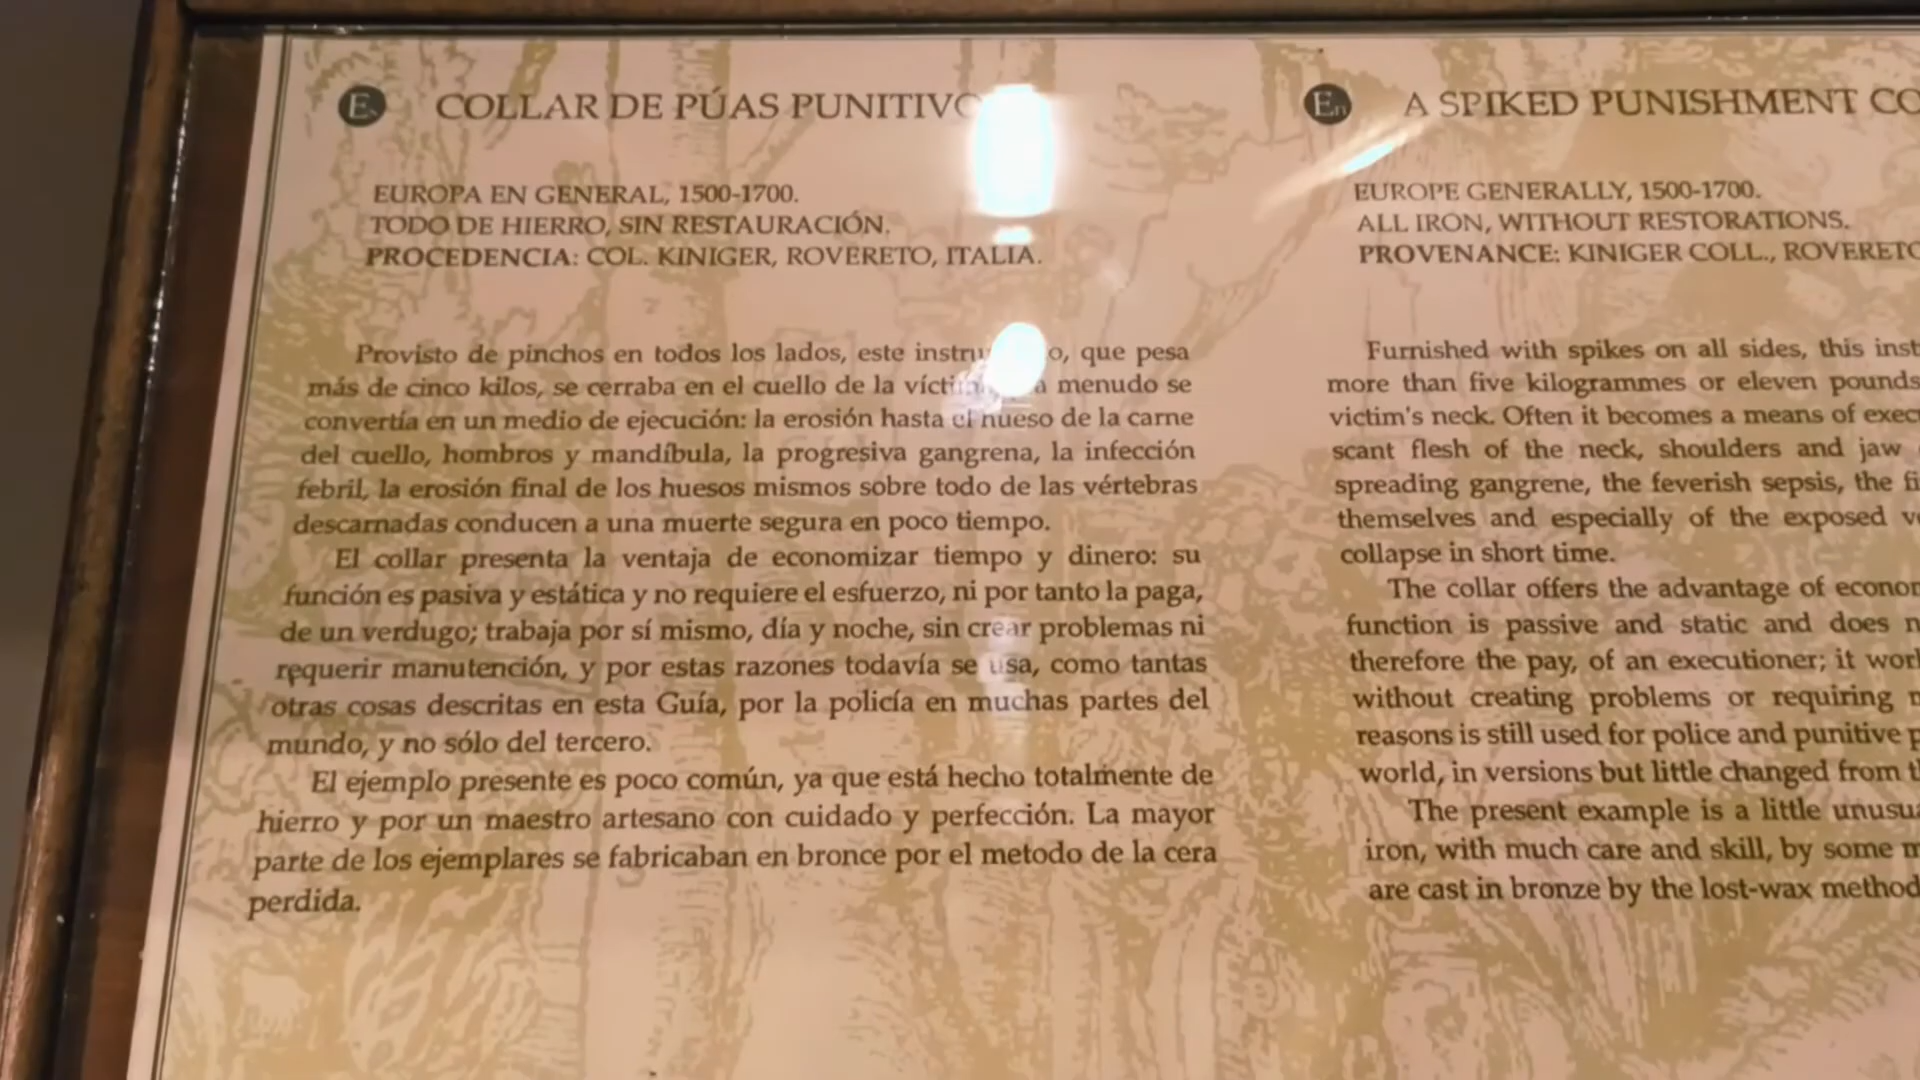 Es COLLAR DE PÚAS PUNITIVO
EUROPA EN GENERAL, 1500-1700.
TODO DE HIERRO, SIN RESTAURACIÓN.
PROCEDENCIA: COL. KINIGER, ROVERETO, ITALIA.
Provisto de pinchos en todos los lados, este que pesa
más de cinco kilos, se cerraba en el cuello de la menudo se
convertía en un medio de ejecución: la erosión hasta el hueso de la carne
del cuello, hombros y mandíbula, la progresiva gangrena, la infección
febril, la erosión final de los huesos mismos sobre todo de las vértebras
descarnadas conducen a una muerte segura en poco tiempo.
El collar presenta la ventaja de economizar tiempo y dinero: su
función es pasiva y estática y no requiere el esfuerzo, ni por tanto la paga,
de un verdugo; trabaja por sí mismo, día y noche, sin crear problemas ni
requerir manutención, y por estas razones todavía se usa, como tantas
otras cosas descritas en esta Guía, por la policía en muchas partes del
mundo, y no sólo del tercero.
El ejemplo presente es poco común, ya que está hecho totalmente de
hierro y por un maestro artesano con cuidado y perfección. La mayor
parte de los ejemplares se fabricaban en bronce por el metodo de la cera
perdida.
En A SPIKED PUNISHMENT CO
EUROPE GENERALLY, 1500-1700.
ALL IRON, WITHOUT RESTORATIONS.
PROVENANCE: KINIGER COLL., ROVERETO
Furnished with spikes on all sides, this inst
more than five kilogrammes or eleven pounds
victim's neck. Often it becomes a means of exec
scant flesh of the neck, shoulders and jaw
spreading gangrene, the feverish sepsis, the fi
themselves and especially of the exposed v
collapse in short time.
The collar offers the advantage of econo
function is passive and static and does n
therefore the pay, of an executioner; it wor
without creating problems or requiring
reasons is still used for police and punitive p
world, in versions but little changed from t
The present example is a little unusu
iron, with much care and skill, by some m
are cast in bronze by the lost-wax method